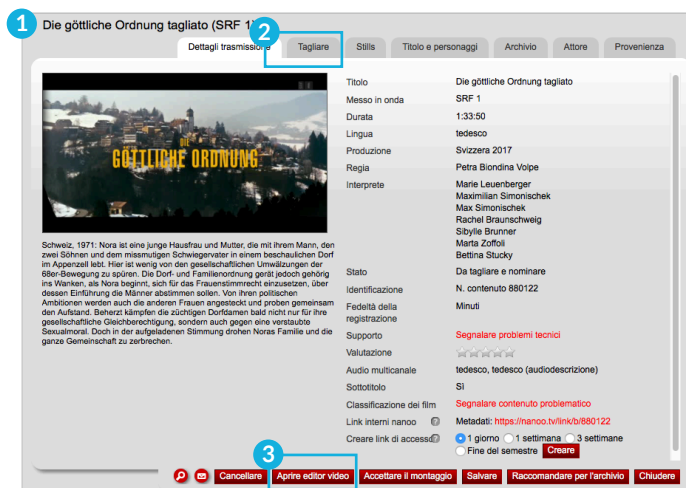 1
Die göttliche Ordnung tagliato (SRF 1)
2
Dettagli trasmissione Tagliare Stills Titolo e personaggi Archivio Attore Provenienza
DIE
GÖTTLICHE ORDNUNG
Schweiz, 1971: Nora ist eine junge Hausfrau und Mutter, die mit ihrem Mann, den
zwei Söhnen und dem missmutigen Schwiegervater in einem beschaulichen Dorf
im Appenzell lebt. Hier ist wenig von den gesellschaftlichen Umwälzungen der
68er-Bewegung zu spüren. Die Dorf- und Familienordnung gerät jedoch gehörig
ins Wanken, als Nora beginnt, sich für das Frauenstimmrecht einzusetzen, über
dessen Einführung die Männer abstimmen sollen. Von ihren politischen
Ambitionen werden auch die anderen Frauen angesteckt und proben gemeinsam
den Aufstand. Beherzt kämpfen die züchtigen Dorfdamen bald nicht nur für ihre
gesellschaftliche Gleichberechtigung, sondern auch gegen eine verstaubte
Sexualmoral. Doch in der aufgeladenen Stimmung drohen Noras Familie und die
ganze Gemeinschaft zu zerbrechen.
Titolo Die göttliche Ordnung tagliato
Messo in onda SRF 1
Durata 1:33:50
Lingua tedesco
Produzione Svizzera 2017
Regia Petra Biondina Volpe
Interprete Marie Leuenberger
Maximilian Simonischek
Max Simonischek
Rachel Braunschweig
Sibylle Brunner
Marta Zoffoli
Bettina Stucky
Stato Da tagliare e nominare
Identificazione N. contenuto 880122
Fedeltà della Minuti
registrazione
Supporto Segnalare problemi tecnici
Valutazione
Audio multicanale tedesco, tedesco (audiodescrizione)
Sottotitolo Sì
Classificazione dei film Segnalare contenuto problematico
Link interni nanoo ? Metadati: https://nanoo.tv/link/b/880122
Creare link di accesso ? 1 giorno 1 settimana 3 settimane
Fine del semestre Creare
3
Cancellare Aprire editor video Accettare il montaggio Salvare Raccomandare per l'archivio Chiudere